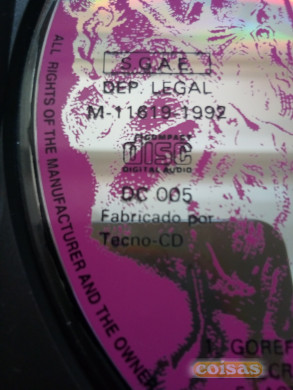 S.G.A.E.
DEP. LEGAL
M-11619-1992
COMPACT
DISC
DIGITAL AUDIO
DC 005
Fabricado por
Tecno-CD
ALL RIGHTS OF THE MANUFACTURER AND THE OWNER
coisas